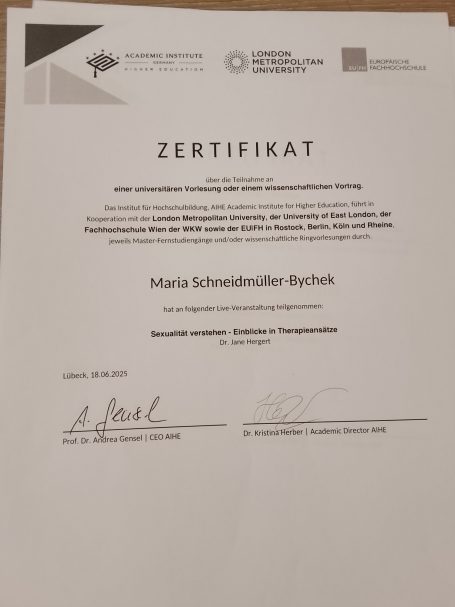 ACADEMIC INSTITUTE
GERMANY
HIGHER EDUCATION
LONDON
METROPOLITAN
UNIVERSITY
EU|FH
EUROPÄISCHE
FACHHOCHSCHULE
ZERTIFIKAT
über die Teilnahme an
einer universitären Vorlesung oder einem wissenschaftlichen Vortrag.
Das Institut für Hochschulbildung, AIHE Academic Institute for Higher Education, führt in
Kooperation mit der London Metropolitan University, der University of East London, der
Fachhochschule Wien der WKW sowie der EU|FH in Rostock, Berlin, Köln und Rheine,
jeweils Master-Fernstudiengänge und/oder wissenschaftliche Ringvorlesungen durch.
Maria Schneidmüller-Bychek
hat an folgender Live-Veranstaltung teilgenommen:
Sexualität verstehen - Einblicke in Therapieansätze
Dr. Jane Hergert
Lübeck, 18.06.2025
A. Gensel
Prof. Dr. Andrea Gensel | CEO AIHE
Dr. Kristina Herber | Academic Director AIHE